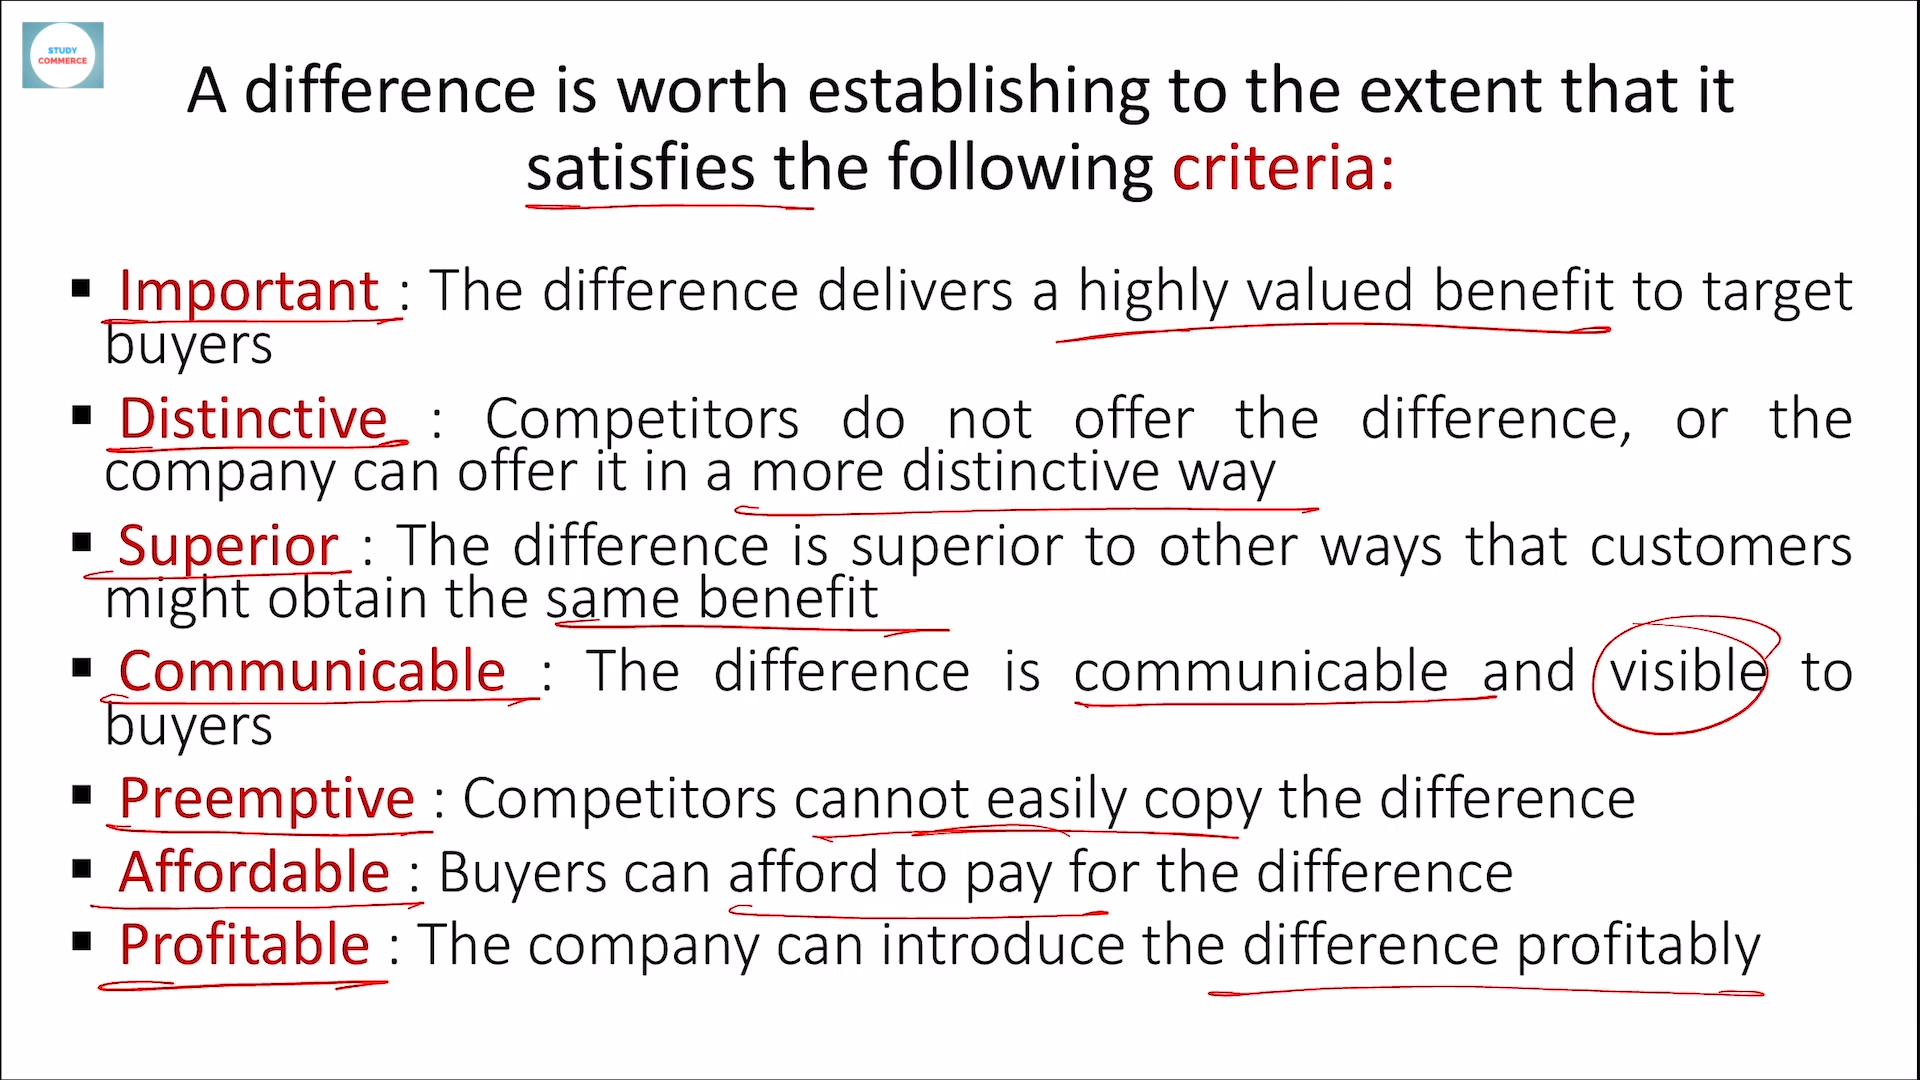 STUDY
COMMERCE
A difference is worth establishing to the extent that it
satisfies the following criteria:
▪ Important : The difference delivers a highly valued benefit to target
buyers
▪ Distinctive : Competitors do not offer the difference, or the
company can offer it in a more distinctive way
▪ Superior : The difference is superior to other ways that customers
might obtain the same benefit
▪ Communicable : The difference is communicable and visible to
buyers
▪ Preemptive : Competitors cannot easily copy the difference
▪ Affordable : Buyers can afford to pay for the difference
▪ Profitable : The company can introduce the difference profitably